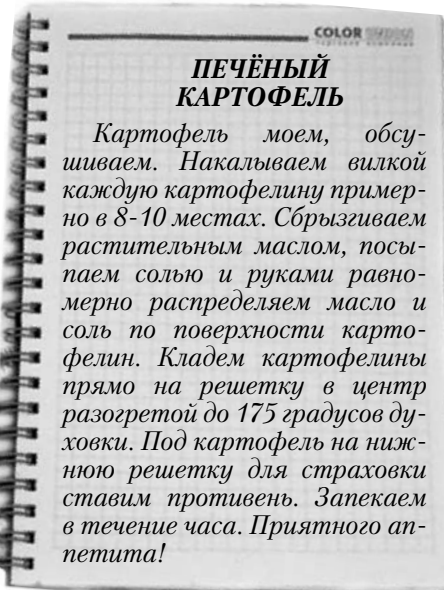 COLOR
ПЕЧЁНЫЙ
КАРТОФЕЛЬ
Картофель моем, обсу-
шиваем. Накалываем вилкой
каждую картофелину пример-
но в 8-10 местах. Сбрызгиваем
растительным маслом, посы-
паем солью и руками равно-
мерно распределяем масло и
соль по поверхности карто-
фелин. Кладем картофелины
прямо на решетку в центр
разогретой до 175 градусов ду-
ховки. Под картофель на ниж-
нюю решетку для страховки
ставим противень. Запекаем
в течение часа. Приятного ап-
петита!